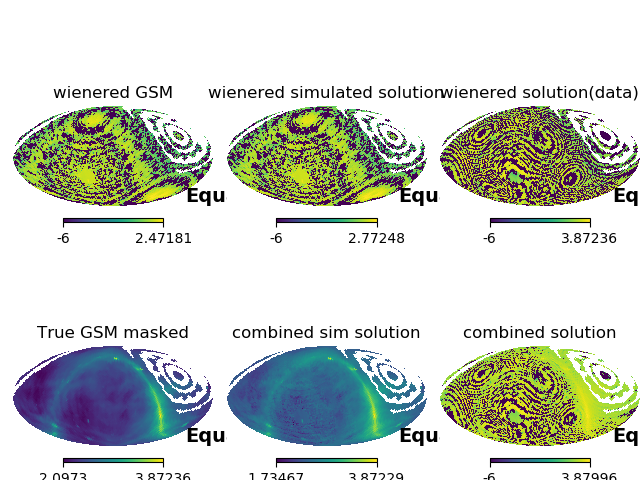 wienered GSM
wienered simulated solution
wienered solution(data)
Equ
Equ
Eq
-6 2.47181
-6 2.77248
-6 3.87236
True GSM masked
combined sim solution
combined solution
Equ
Equ
Eq
2.0973 3.87236
1.73467 3.87229
-6 3.87996